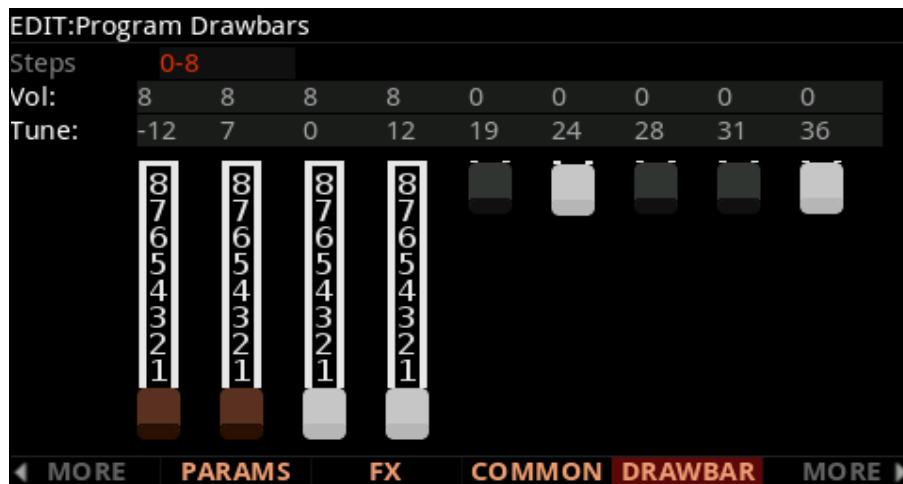 EDIT:Program Drawbars
Steps 0-8
Vol: 8 8 8 8 0 0 0 0 0
Tune: -12 7 0 12 19 24 28 31 36
8 8 8 8
7 7 7 7
6 6 6 6
5 5 5 5
4 4 4 4
3 3 3 3
2 2 2 2
1 1 1 1
MORE PARAMS FX COMMON DRAWBAR MORE